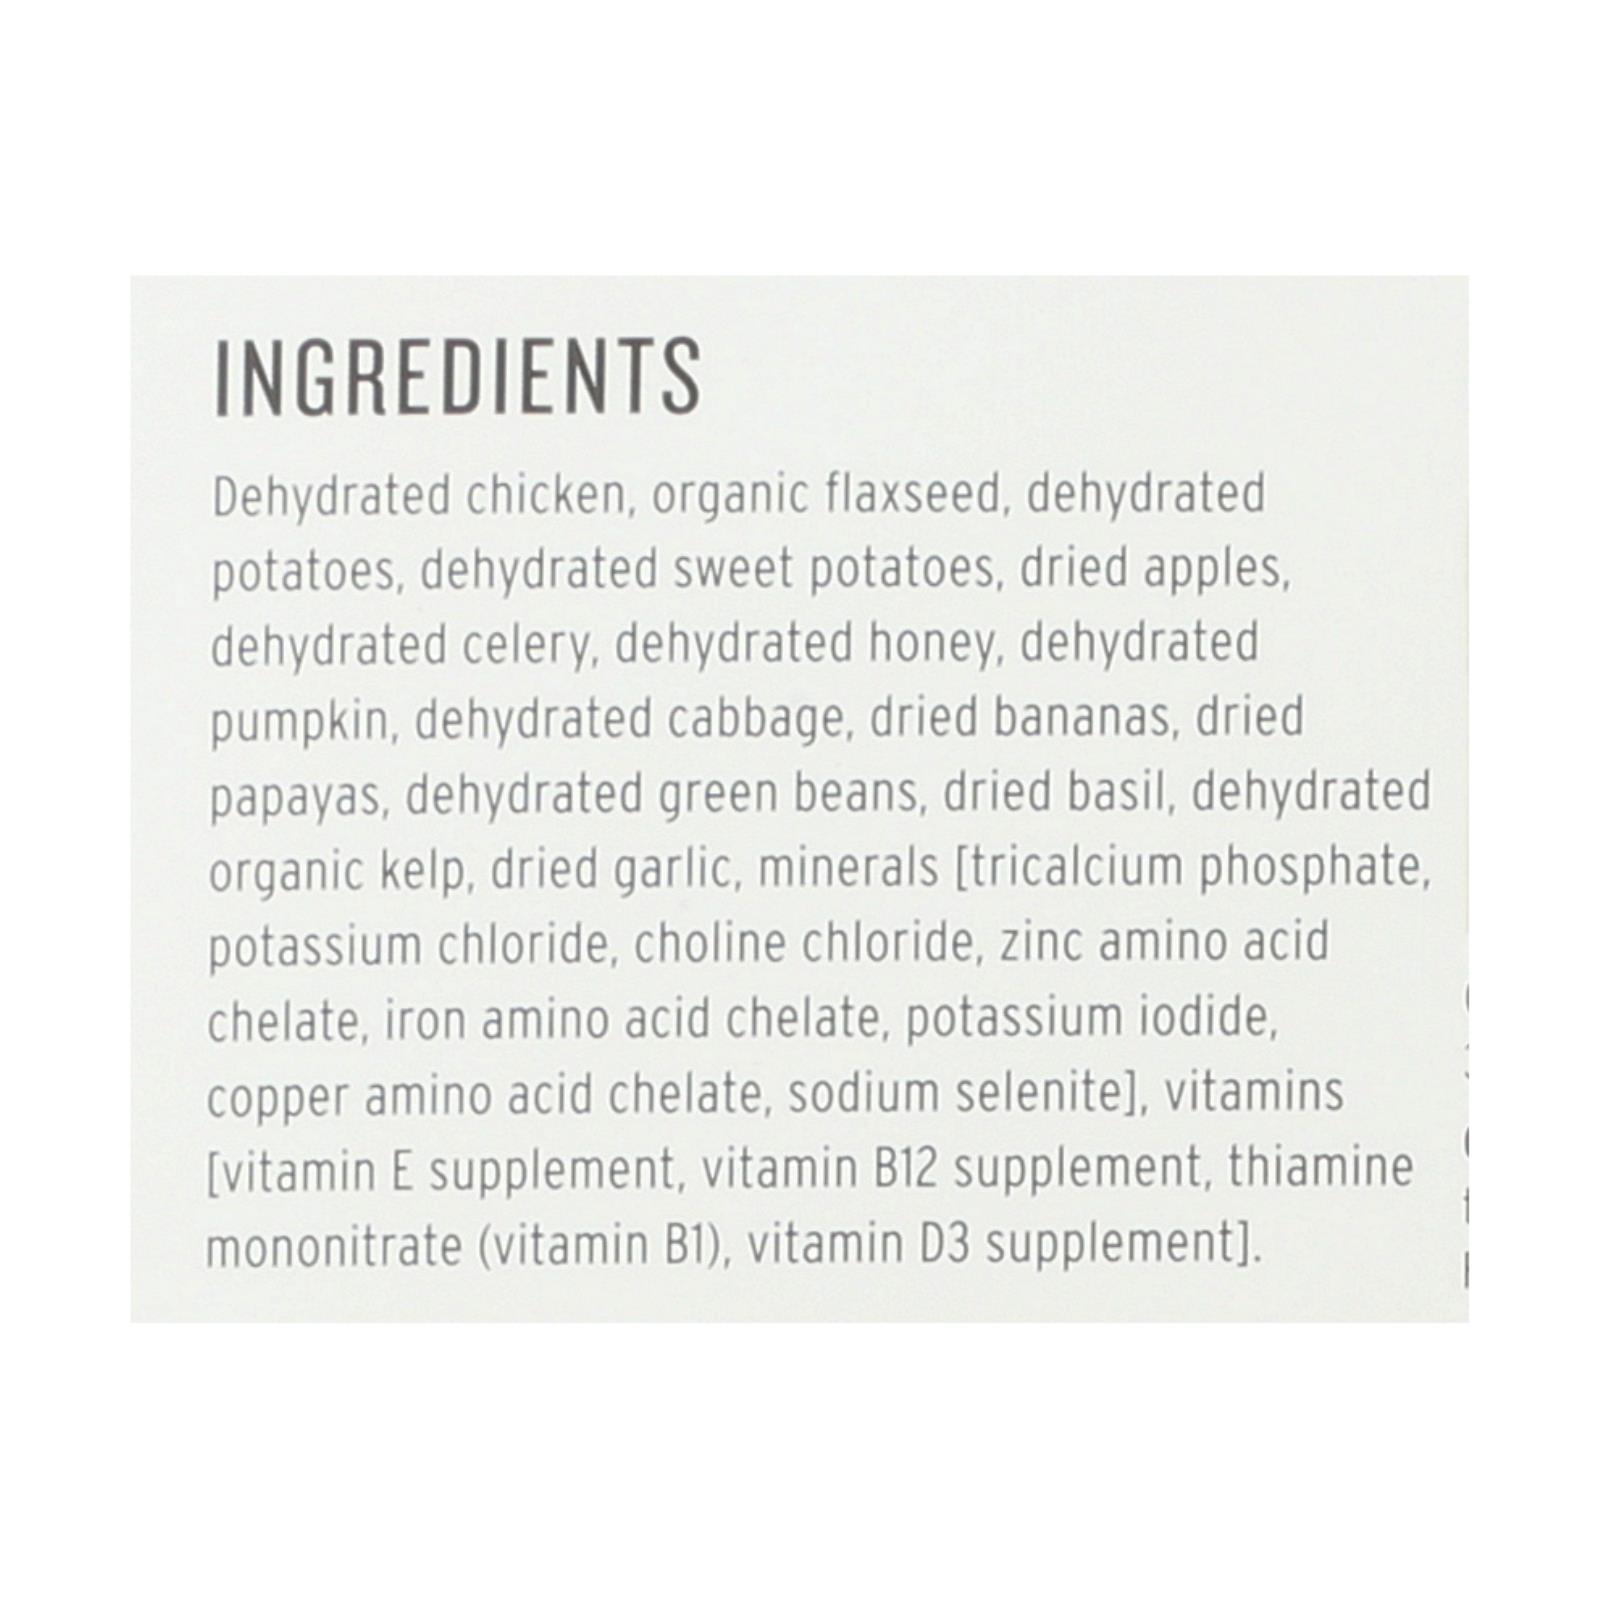 INGREDIENTS
Dehydrated chicken, organic flaxseed, dehydrated
potatoes, dehydrated sweet potatoes, dried apples,
dehydrated celery, dehydrated honey, dehydrated
pumpkin, dehydrated cabbage, dried bananas, dried
papayas, dehydrated green beans, dried basil, dehydrated
organic kelp, dried garlic, minerals [tricalcium phosphate,
potassium chloride, choline chloride, zinc amino acid
chelate, iron amino acid chelate, potassium iodide,
copper amino acid chelate, sodium selenite], vitamins
[vitamin E supplement, vitamin B12 supplement, thiamine
mononitrate (vitamin B1), vitamin D3 supplement].